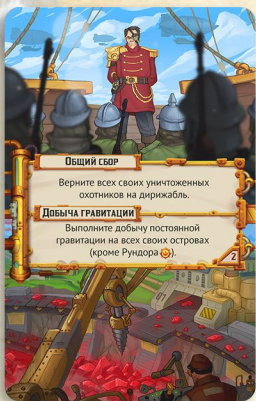 Общий сбор
Верните всех своих уничтоженных
охотников на дирижабль.
Добыча гравитации
Выполните добычу постоянной
гравитации на всех своих островах
(кроме Рундора).
2